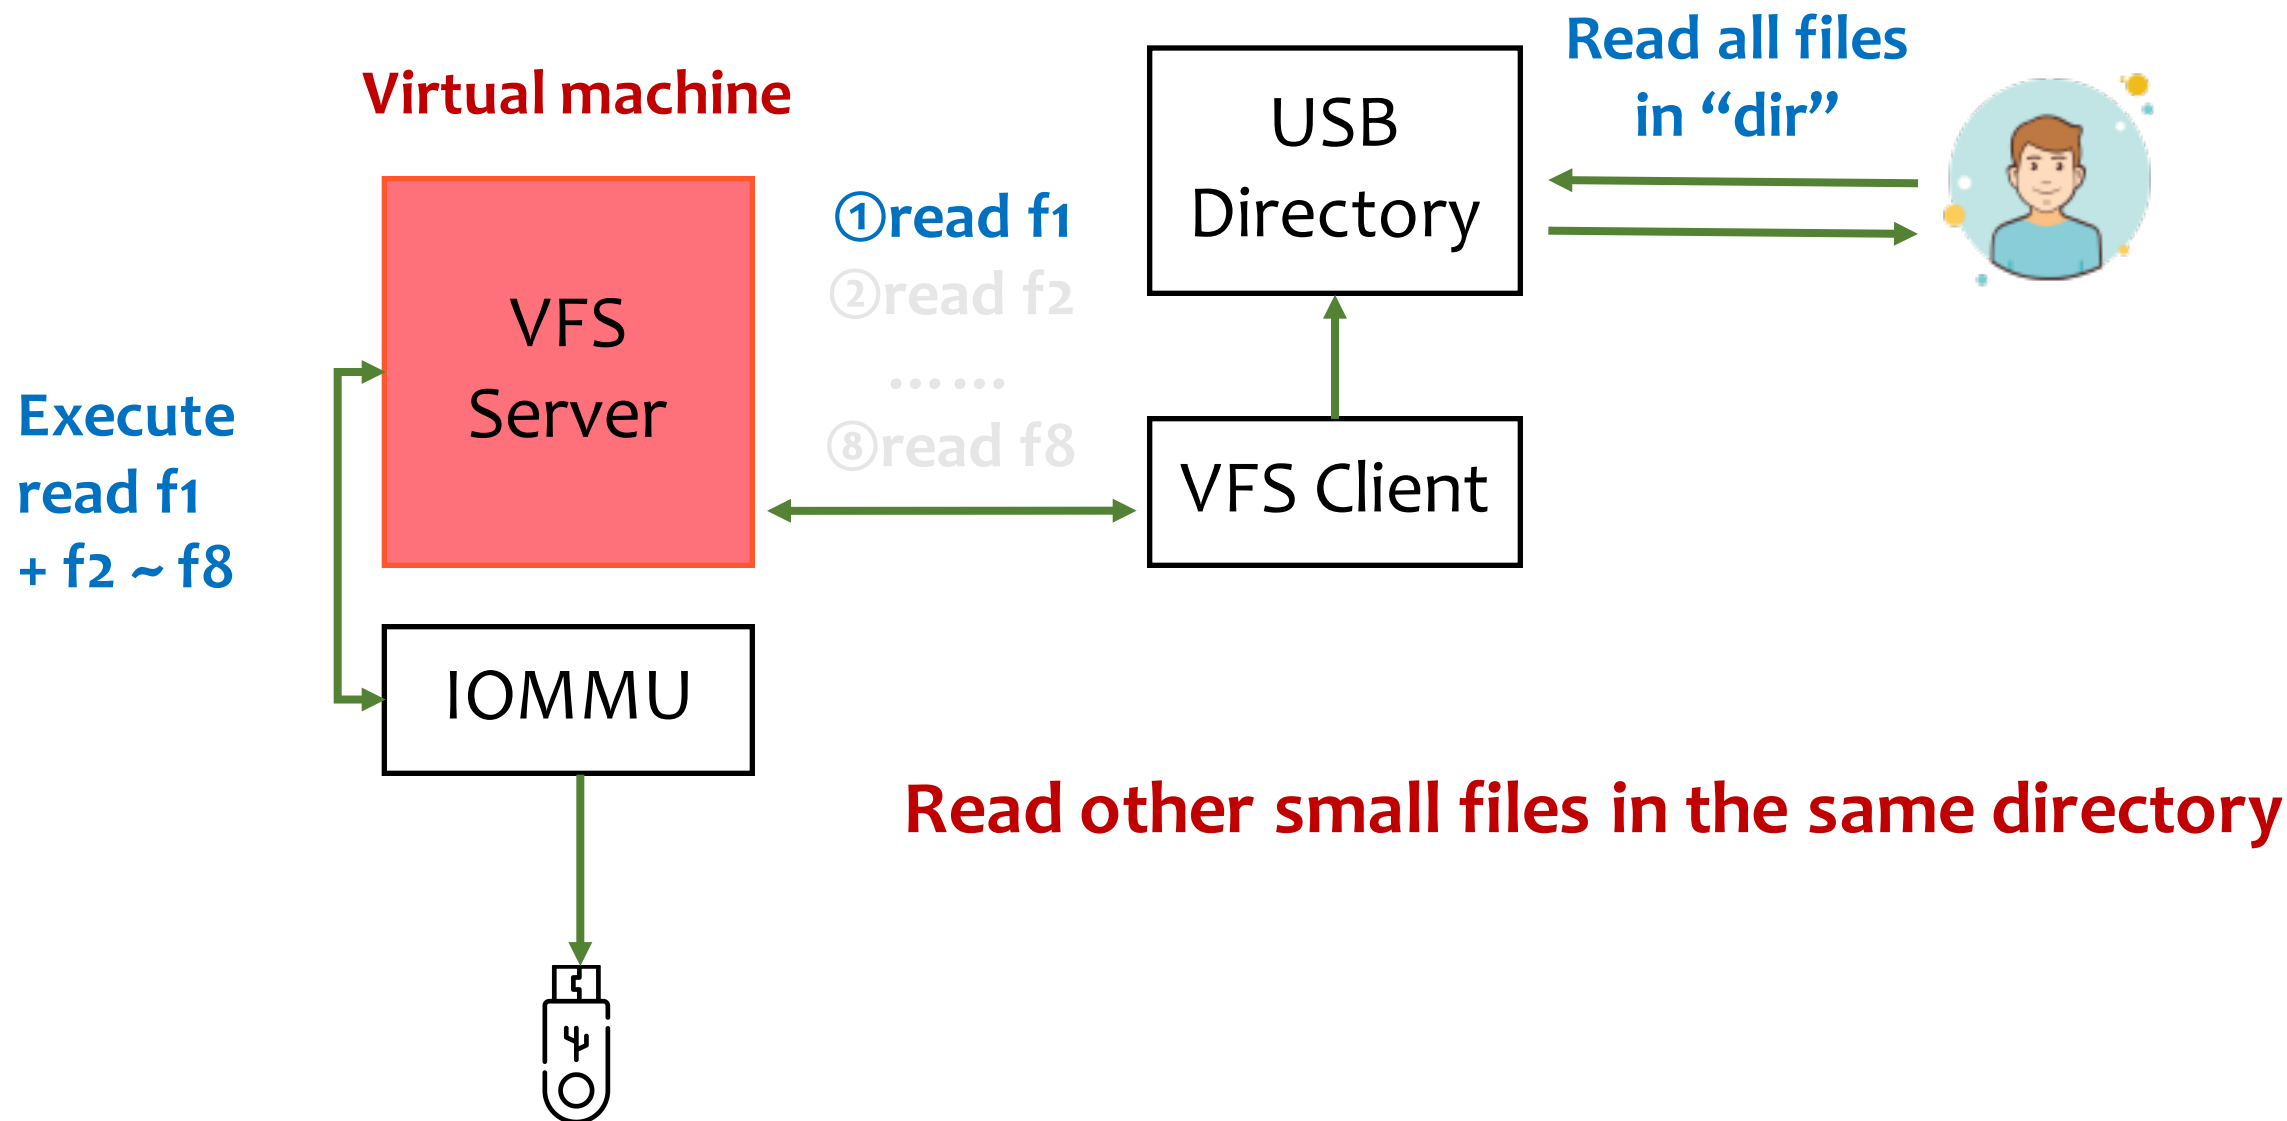 Virtual machine
VFS
Server
Execute
read f1
+ f2 ~ f8
IOMMU
①read f1
②read f2
……
⑧read f8
USB
Directory
VFS Client
Read all files
in “dir”
Read other small files in the same directory